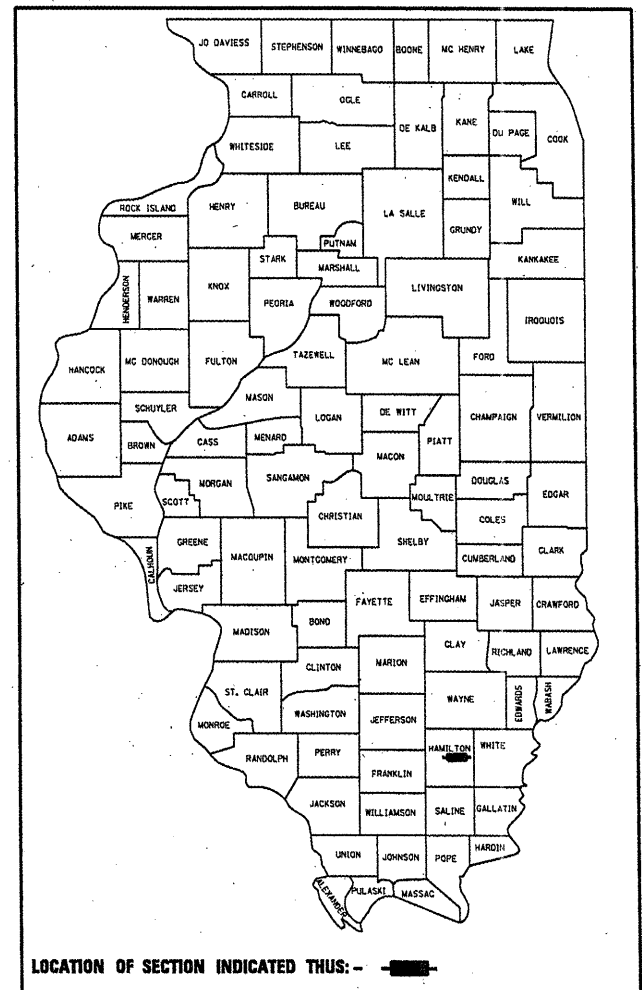 JO DAVIESS STEPHENSON WINNEBAGO BOONE MC HENRY LAKE
CARROLL OGLE DE KALB KANE DU PAGE COOK
WHITESIDE LEE
KENDALL
ROCK ISLAND HENRY BUREAU LA SALLE WILL
MERCER PUTNAM GRUNDY
STARK MARSHALL KANKAKEE
HENDERSON WARREN KNOX PEORIA WOODFORD LIVINGSTON IROQUOIS
HANCOCK MC DONOUGH FULTON TAZEWELL MC LEAN FORD
MASON
SCHUYLER LOGAN DE WITT CHAMPAIGN VERMILION
ADAMS BROWN CASS MENARD PIATT
MACON
PIKE SCOTT MORGAN SANGAMON MOULTRIE DOUGLAS EDGAR
CHRISTIAN COLES
CALHOUN GREENE MACOUPIN MONTGOMERY SHELBY CUMBERLAND CLARK
JERSEY
FAYETTE EFFINGHAM JASPER CRAWFORD
MADISON BOND
CLAY RICHLAND LAWRENCE
CLINTON MARION
ST. CLAIR WAYNE EDWARDS WABASH
MONROE WASHINGTON JEFFERSON
RANDOLPH PERRY HAMILTON WHITE
FRANKLIN
JACKSON WILLIAMSON SALINE GALLATIN
UNION JOHNSON POPE HARDIN
ALEXANDER PULASKI MASSAC
LOCATION OF SECTION INDICATED THUS:-